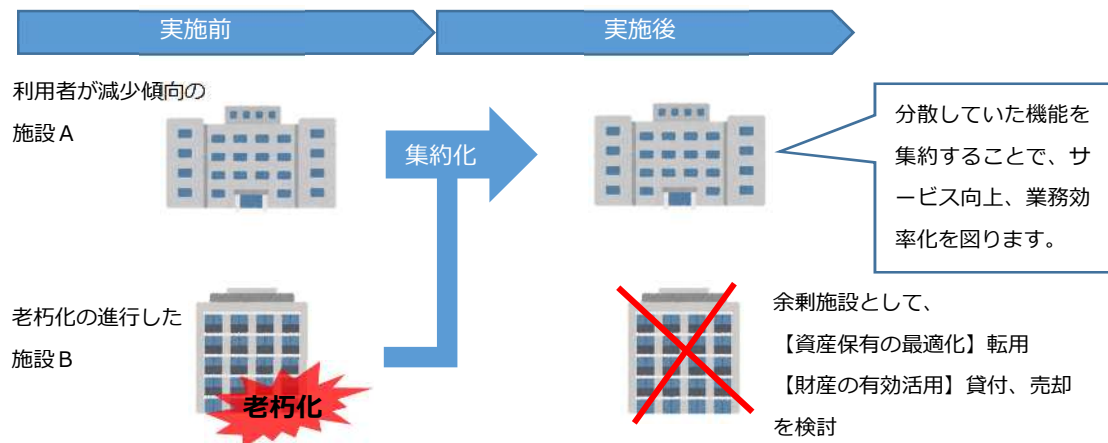 実施前
実施後
利用者が減少傾向の
施設A
集約化
分散していた機能を
集約することで、サ
ービス向上、業務効
率化を図ります。
老朽化の進行した
施設B
老朽化
余剰施設として、
【資産保有の最適化】転用
【財産の有効活用】貸付、売却
を検討